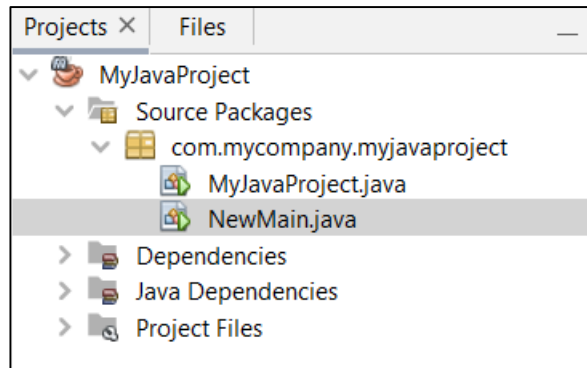 Projects Files
MyJavaProject
Source Packages
com.mycompany.myjavaproject
MyJavaProject.java
NewMain.java
Dependencies
Java Dependencies
Project Files